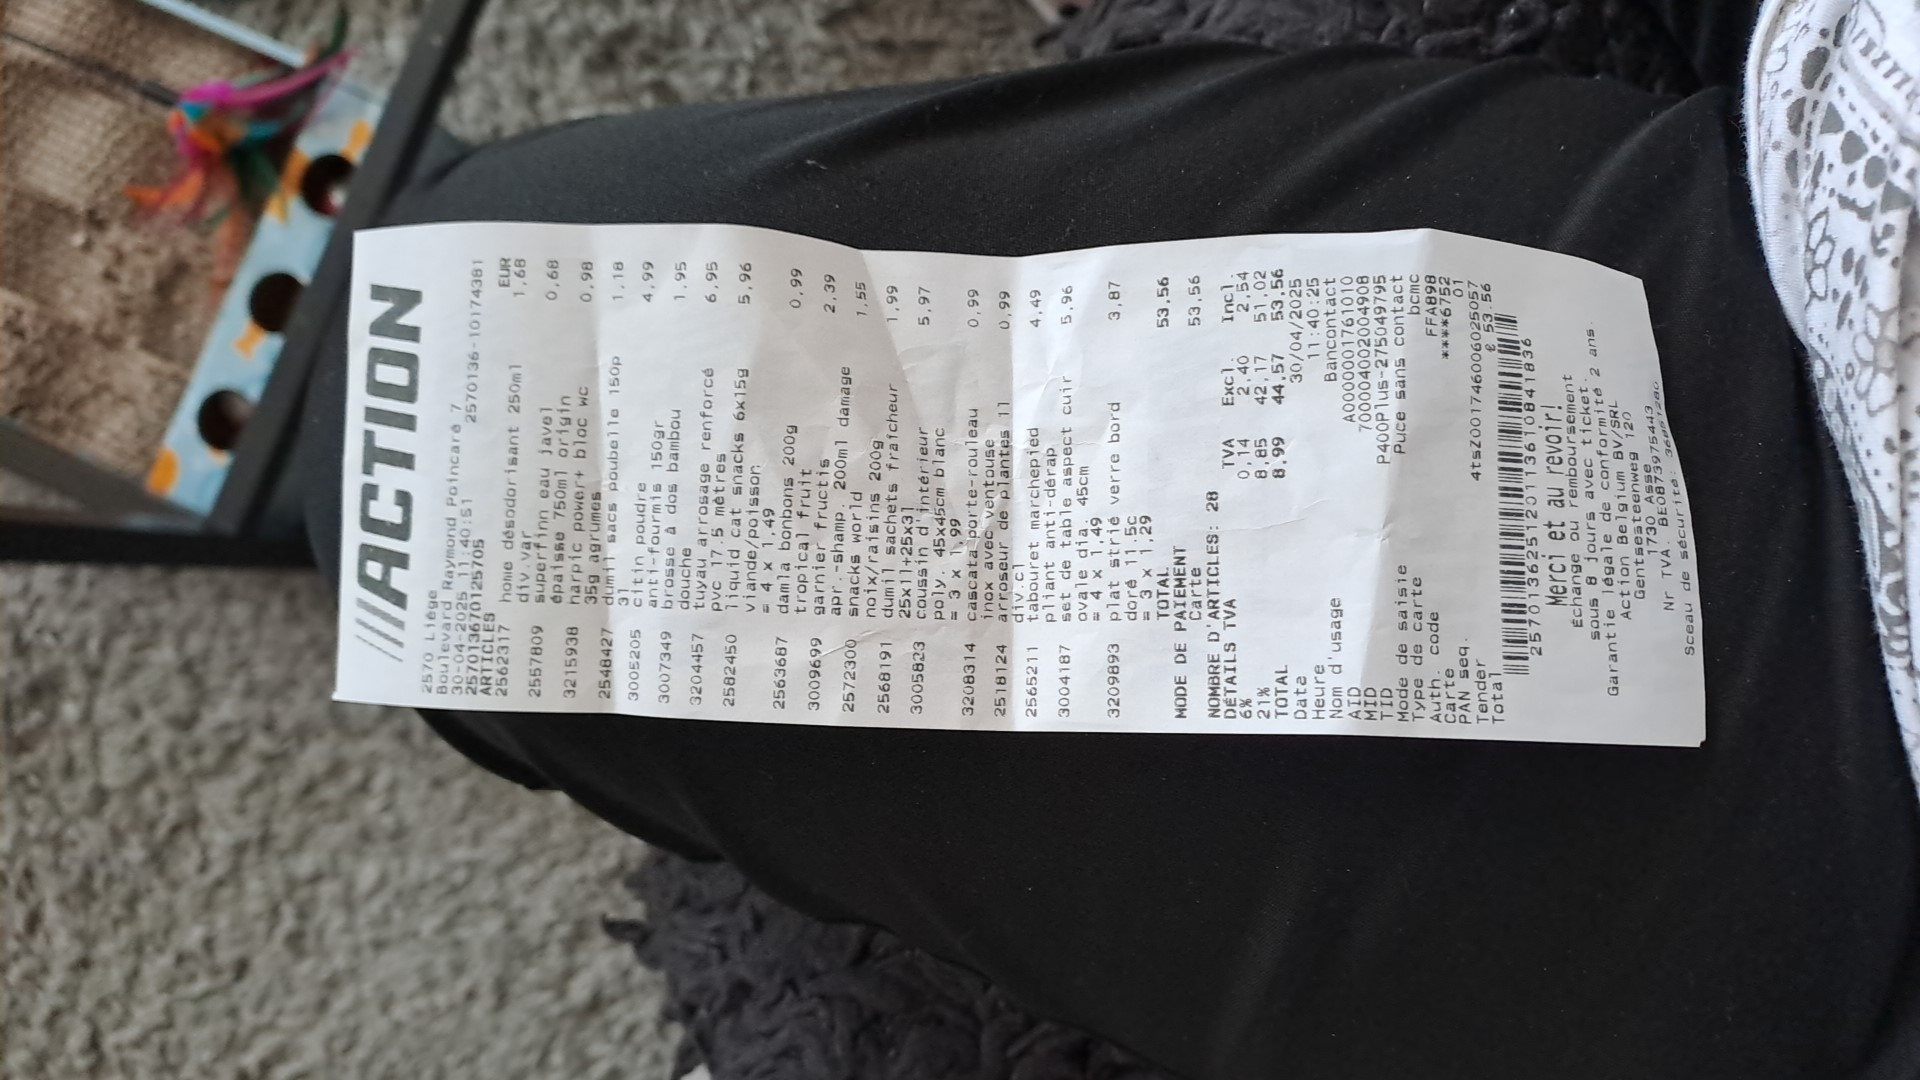 ///ACTION
2570 Liège
Boulevard Raymond Poincaré 7
30-04-2025 11:40:51 2570136-10174381
257013670125705
ARTICLES EUR
2562317 home désodorisant 250ml 1,68
div.var
2557809 superfinn eau javel 0,68
épaisse 750ml origin
3215938 harpic power+ bloc wc 0,98
35g agrumes
2548427 dumil sacs poubelle 150p 1,18
3l
3005205 citin poudre 4,99
anti-fourmis 150gr
3007349 brosse à dos bambou 1,95
douche
3204457 tuyau arrosage renforcé 6,95
pvc 17.5 mètres
2582450 liquid cat snacks 6x15g 5,96
viande/poisson
= 4 x 1,49
2563687 damla bonbons 200g 0,99
tropical fruit
3009699 garnier fructis 2,39
apr.-shamp. 200ml damage
2572300 snacks world 1,55
noix/raisins 200g
2568191 dumil sachets fraîcheur 1,99
25x1l+25x3l
3005823 coussin d'intérieur 5,97
poly. 45x45cm blanc
= 3 x 1,99
3208314 cascata porte-rouleau 0,99
inox avec ventouse
2518124 arroseur de plantes 1l 0,99
div.cl
2565211 tabouret marchepied 4,49
pliant anti-dérap
3004187 set de table aspect cuir 5,96
ovale dia. 45cm
= 4 x 1,49
3209893 plat strié verre bord 3,87
doré 11.5c
= 3 x 1,29
TOTAL 53,56
MODE DE PAIEMENT
Carte 53,56
NOMBRE D'ARTICLES: 28
DÉTAILS TVA TVA Excl. Incl.
6% 0,14 2,40 2,54
21% 8,85 42,17 51,02
TOTAL 8,99 44,57 53,56
Data 30/04/2025
Heure 11:40:25
Nom d'usage Bancontact
AID A0000001761010
MID 700004002004908
TID P400Plus-275049795
Mode de saisie Puce sans contact
Type de carte bcmc
Auth. code FFA898
Carte ****6752
PAN seq. 01
Tender 4tsZ001746006025057
Total € 53,56
257013625120113610841836
Merci et au revoir!
Échange ou remboursement
sous 8 jours avec ticket.
Garantie légale de conformité 2 ans.
Action Belgium BV/SRL
Gentsesteenweg 120
1730 Asse
Nr TVA. BE0873975443
Sceau de sécurité: